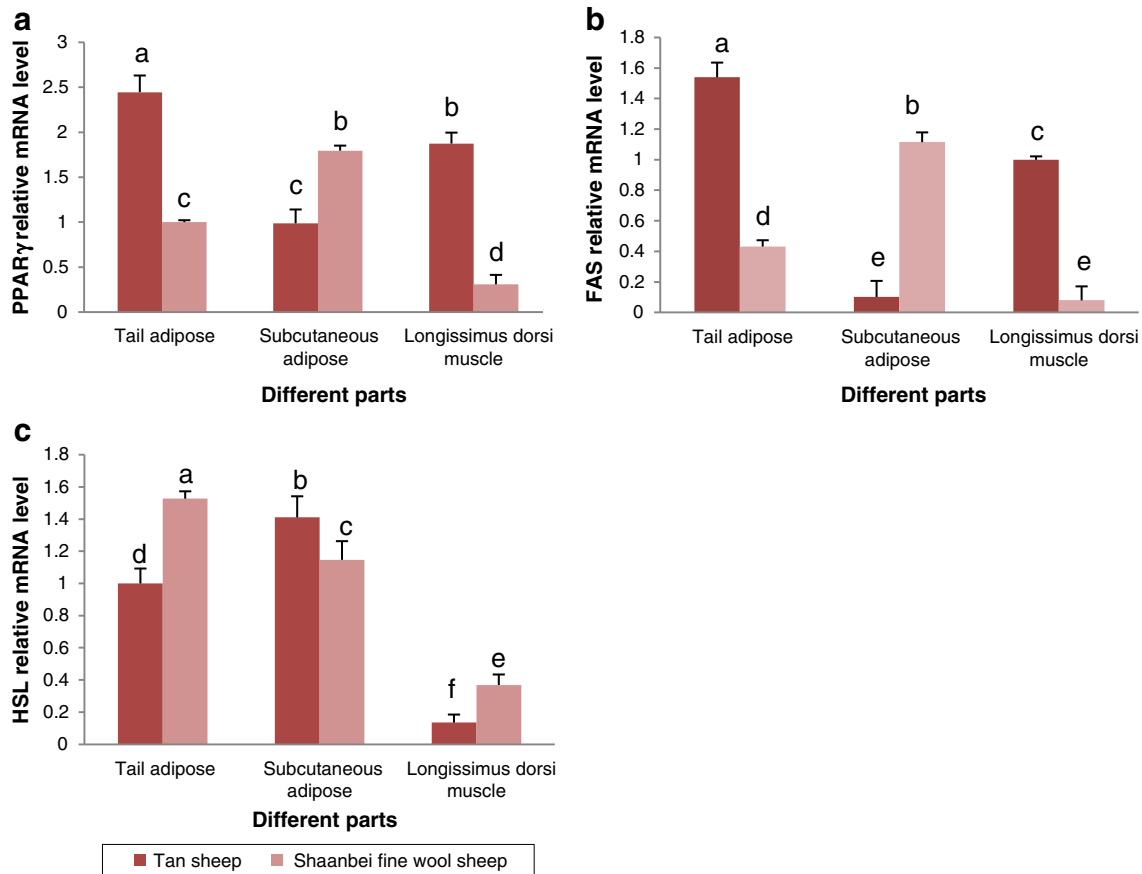 a
PPARγ relative mRNA level
3
2.5
2
1.5
1
0.5
0
a
c
c
b
b
d
Tail adipose
Subcutaneous
adipose
Longissimus dorsi
muscle
Different parts
b
FAS relative mRNA level
1.8
1.6
1.4
1.2
1
0.8
0.6
0.4
0.2
0
a
d
e
b
c
e
Tail adipose
Subcutaneous
adipose
Longissimus dorsi
muscle
Different parts
c
HSL relative mRNA level
1.8
1.6
1.4
1.2
1
0.8
0.6
0.4
0.2
0
d
a
b
c
f
e
Tail adipose
Subcutaneous
adipose
Longissimus dorsi
muscle
Different parts
Tan sheep
Shaanbei fine wool sheep